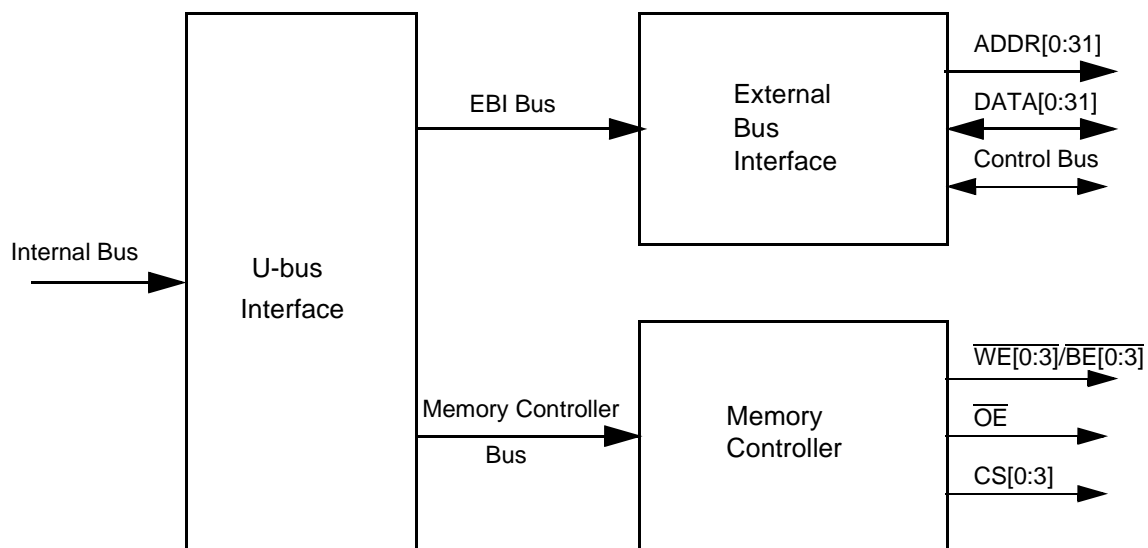 Internal Bus
U-bus
Interface
EBI Bus
Memory Controller
Bus
External
Bus
Interface
ADDR[0:31]
DATA[0:31]
Control Bus
Memory
Controller
WE[0:3]/BE[0:3]
OE
CS[0:3]